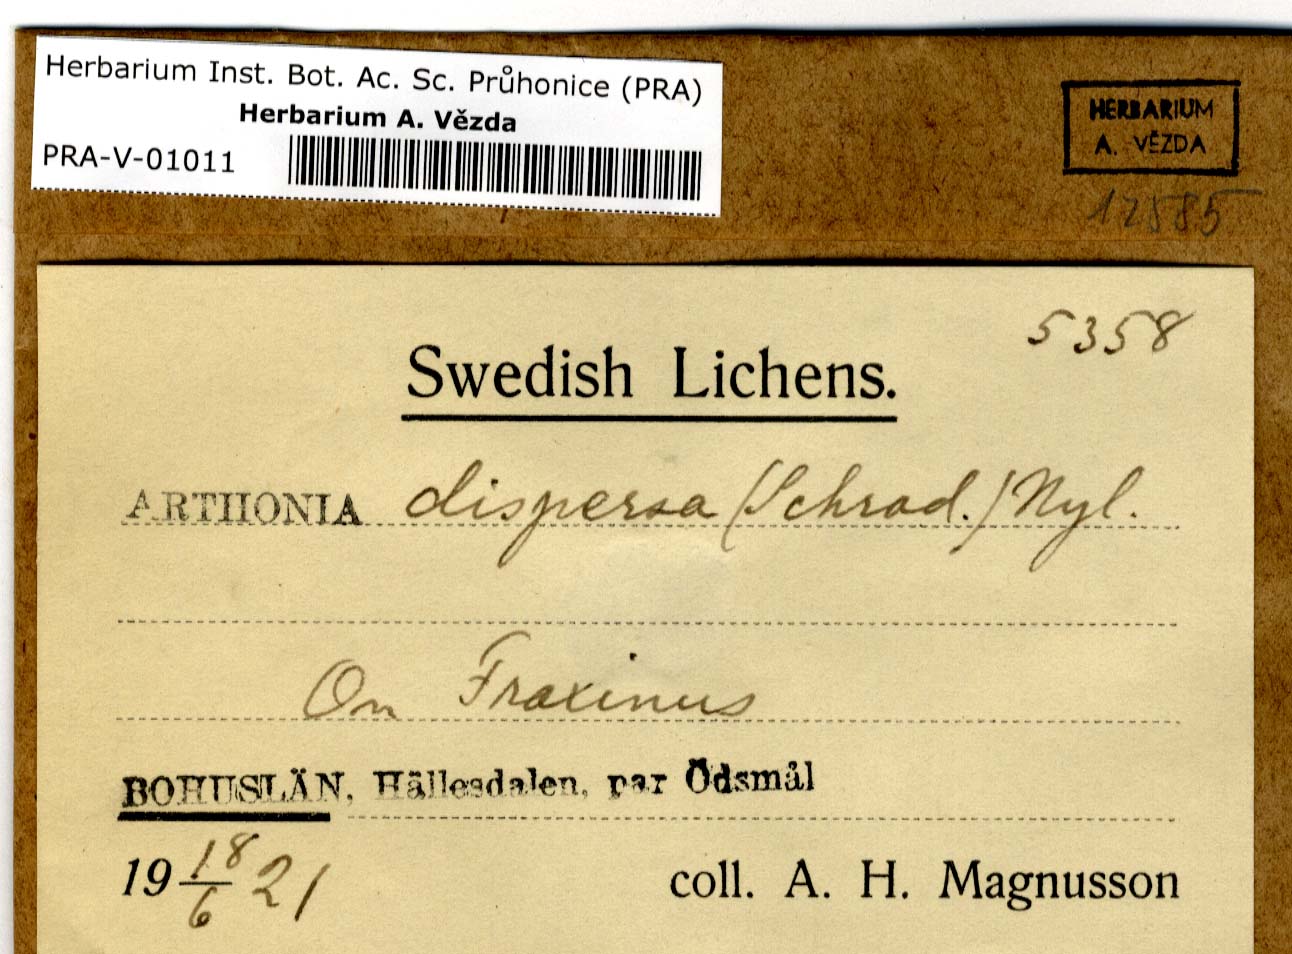 Herbarium Inst. Bot. Ac. Sc. Průhonice (PRA)
Herbarium A. Vězda
PRA-V-01011
HERBARIUM
A. VĚZDA
12585
5358
Swedish Lichens.
ARTHONIA dispersa (Schrad.) Nyl.
On Fraxinus
BOHUSLÄN, Hällesdalen, par Ödsmål
19 18/6 21 coll. A. H. Magnusson